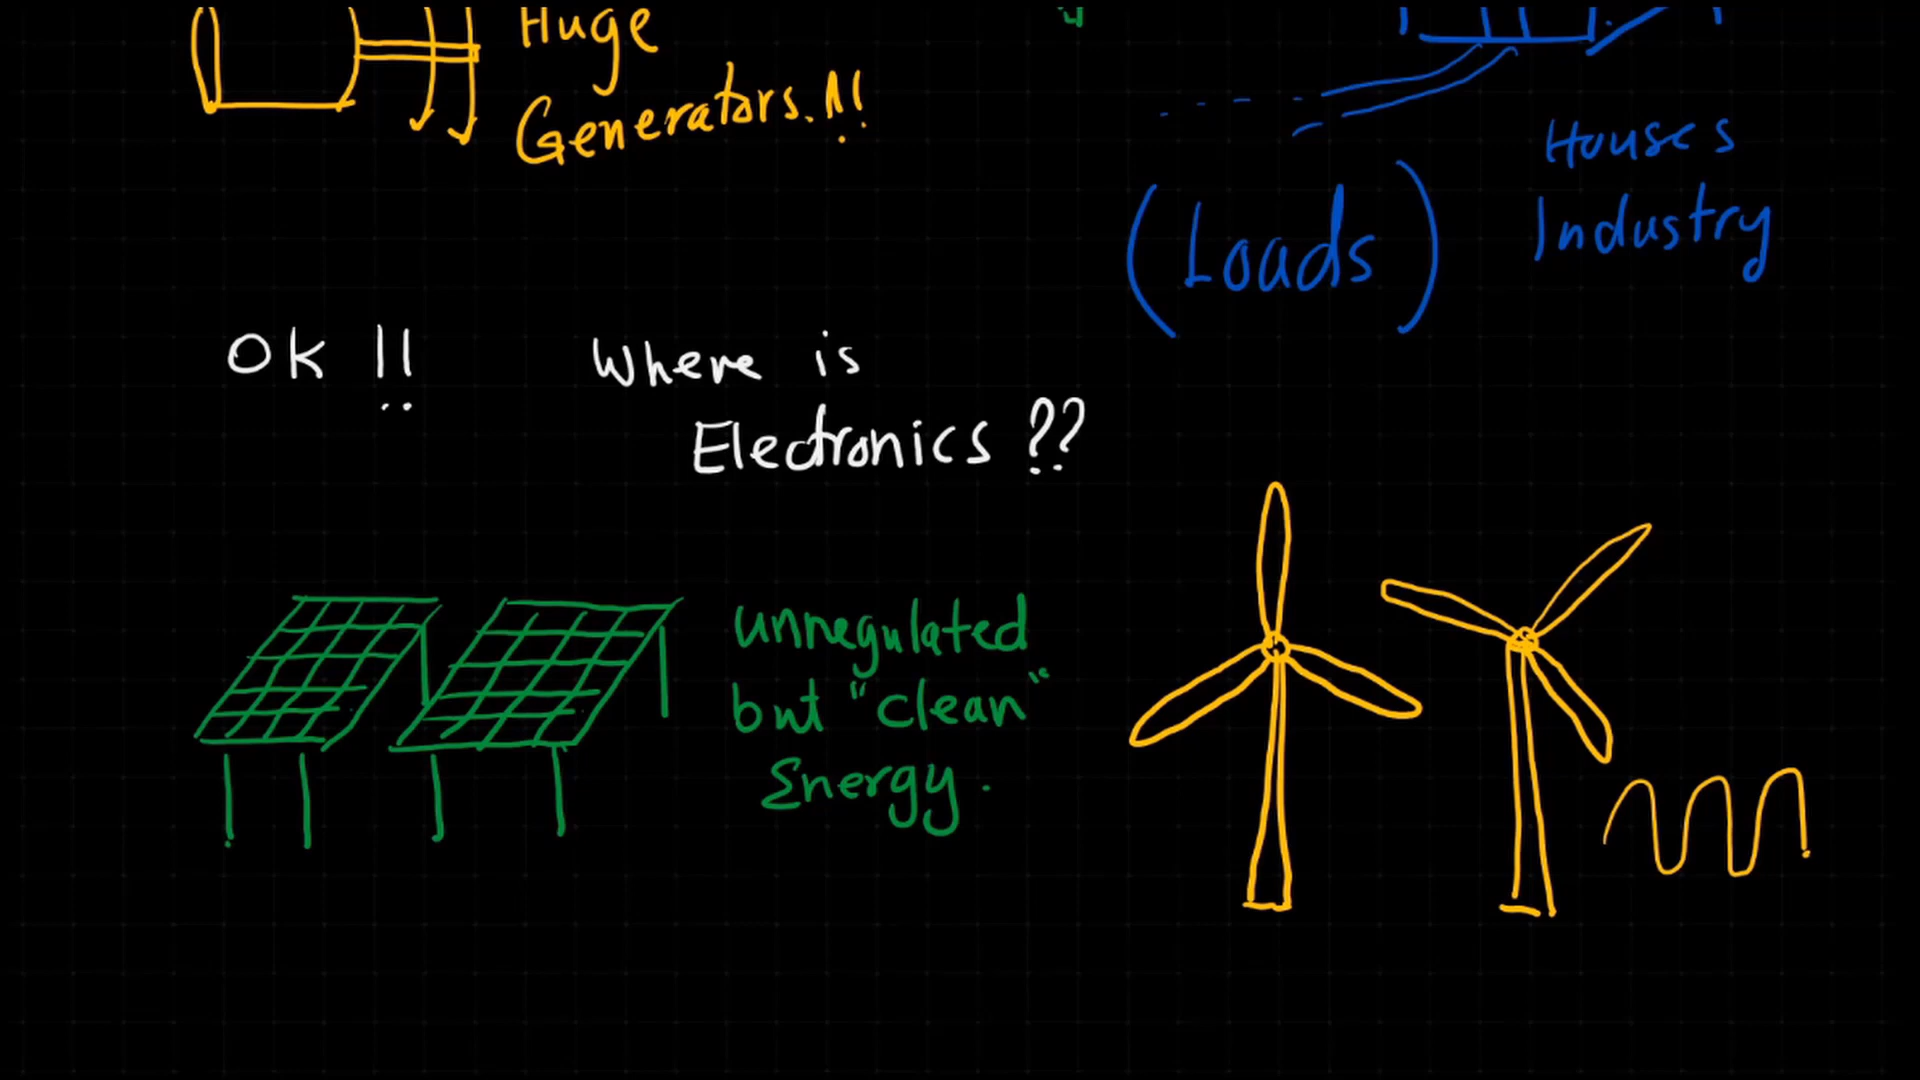 Huge
Generators.!!
Houses
Industry
(Loads)
Ok !!
Where is
Electronics ??
unregulated
but "clean"
Energy.